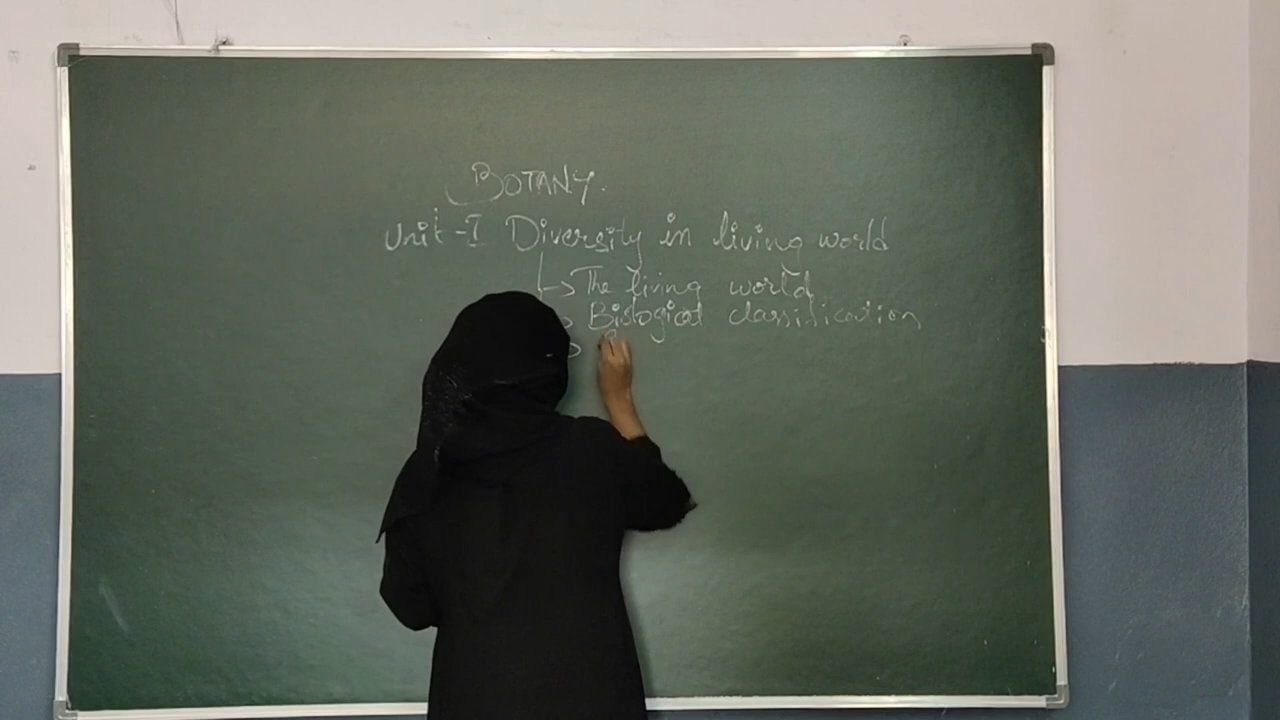 BOTANY.
Unit-I Diversity in living world
→ The living world
Biological classification